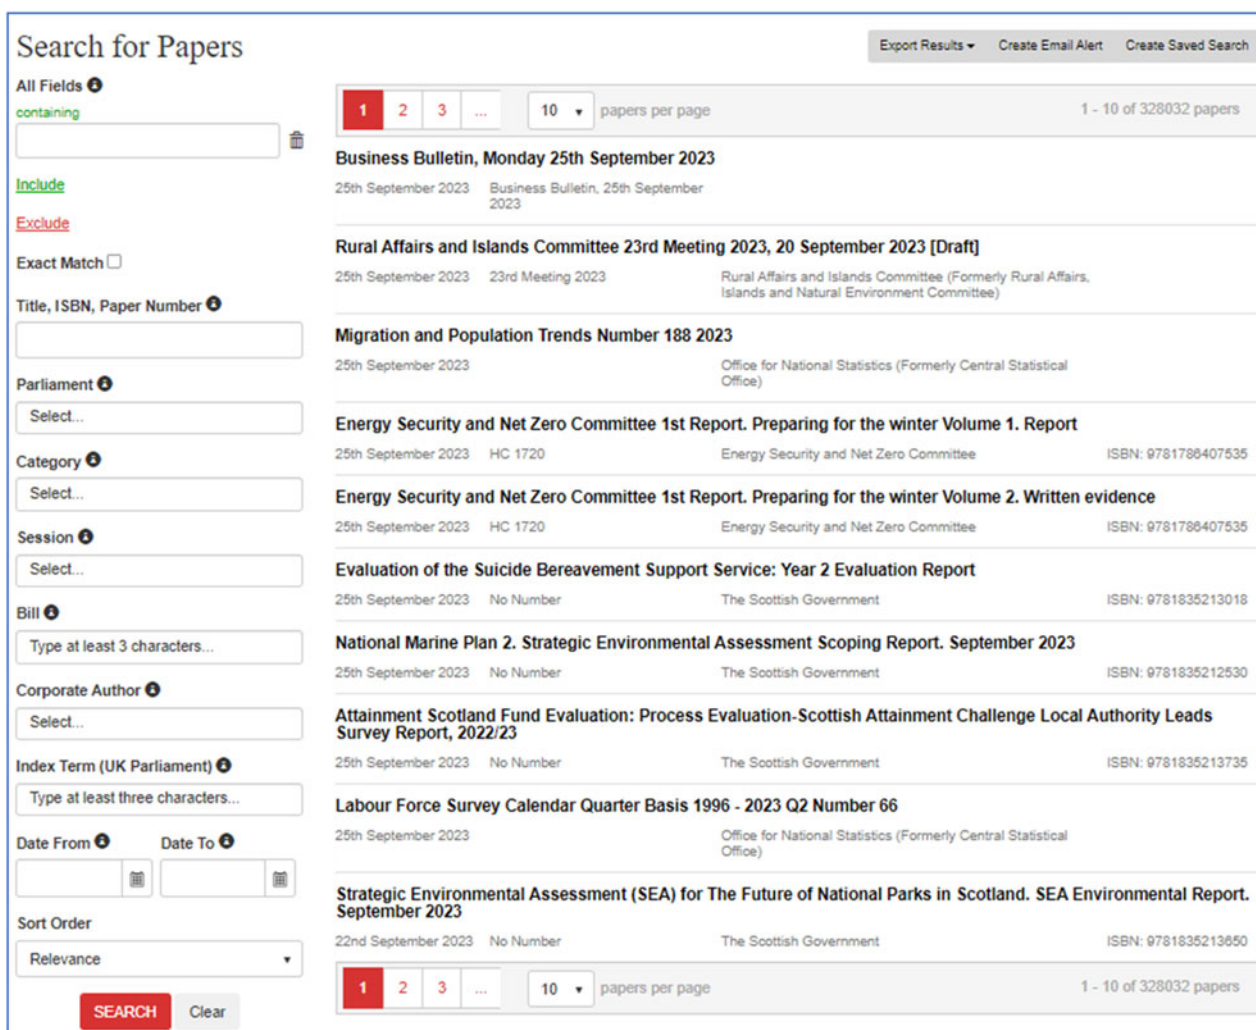 Search for Papers
Export Results Create Email Alert Create Saved Search
All Fields
containing
Include
Exclude
Exact Match
Title, ISBN, Paper Number
Parliament
Select...
Category
Select...
Session
Select...
Bill
Type at least 3 characters...
Corporate Author
Select...
Index Term (UK Parliament)
Type at least three characters...
Date From Date To
Sort Order
Relevance
SEARCH Clear
1 2 3 ... 10 papers per page 1 - 10 of 328032 papers
Business Bulletin, Monday 25th September 2023
25th September 2023 Business Bulletin, 25th September
2023
Rural Affairs and Islands Committee 23rd Meeting 2023, 20 September 2023 [Draft]
25th September 2023 23rd Meeting 2023 Rural Affairs and Islands Committee (Formerly Rural Affairs,
Islands and Natural Environment Committee)
Migration and Population Trends Number 188 2023
25th September 2023 Office for National Statistics (Formerly Central Statistical
Office)
Energy Security and Net Zero Committee 1st Report. Preparing for the winter Volume 1. Report
25th September 2023 HC 1720 Energy Security and Net Zero Committee ISBN: 9781786407535
Energy Security and Net Zero Committee 1st Report. Preparing for the winter Volume 2. Written evidence
25th September 2023 HC 1720 Energy Security and Net Zero Committee ISBN: 9781786407535
Evaluation of the Suicide Bereavement Support Service: Year 2 Evaluation Report
25th September 2023 No Number The Scottish Government ISBN: 9781835213018
National Marine Plan 2. Strategic Environmental Assessment Scoping Report. September 2023
25th September 2023 No Number The Scottish Government ISBN: 9781835212530
Attainment Scotland Fund Evaluation: Process Evaluation-Scottish Attainment Challenge Local Authority Leads
Survey Report, 2022/23
25th September 2023 No Number The Scottish Government ISBN: 9781835213735
Labour Force Survey Calendar Quarter Basis 1996 - 2023 Q2 Number 66
25th September 2023 Office for National Statistics (Formerly Central Statistical
Office)
Strategic Environmental Assessment (SEA) for The Future of National Parks in Scotland. SEA Environmental Report.
September 2023
22nd September 2023 No Number The Scottish Government ISBN: 9781835213650
1 2 3 ... 10 papers per page 1 - 10 of 328032 papers